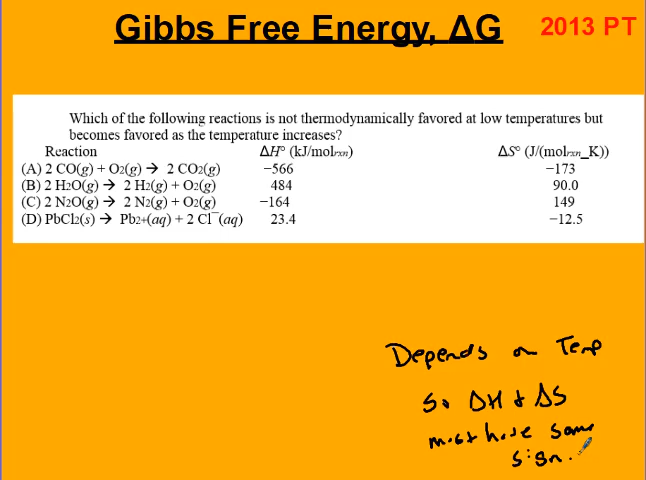 Gibbs Free Energy, ΔG
2013 PT
Which of the following reactions is not thermodynamically favored at low temperatures but
becomes favored as the temperature increases?
Reaction ΔH° (kJ/molrxn) ΔS° (J/(molrxn_K))
(A) 2 CO(g) + O2(g) → 2 CO2(g) −566 −173
(B) 2 H2O(g) → 2 H2(g) + O2(g) 484 90.0
(C) 2 N2O(g) → 2 N2(g) + O2(g) −164 149
(D) PbCl2(s) → Pb2+(aq) + 2 Cl¯(aq) 23.4 −12.5
Depends on Temp
so ΔH + ΔS
must have same
sign.